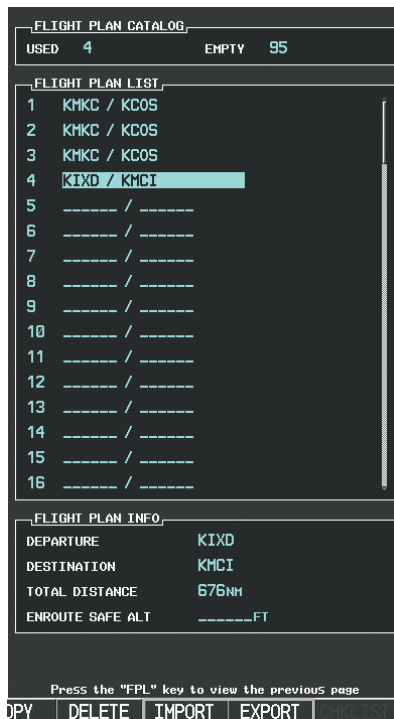 FLIGHT PLAN CATALOG
USED 4 EMPTY 95
FLIGHT PLAN LIST
1 KMKC / KCOS
2 KMKC / KCOS
3 KMKC / KCOS
4 KIXD / KMCI
5 ______ / ______
6 ______ / ______
7 ______ / ______
8 ______ / ______
9 ______ / ______
10 ______ / ______
11 ______ / ______
12 ______ / ______
13 ______ / ______
14 ______ / ______
15 ______ / ______
16 ______ / ______
FLIGHT PLAN INFO
DEPARTURE KIXD
DESTINATION KMCI
TOTAL DISTANCE 676NM
ENROUTE SAFE ALT ______FT
Press the "FPL" key to view the previous page
OPY DELETE IMPORT EXPORT CHKLIST